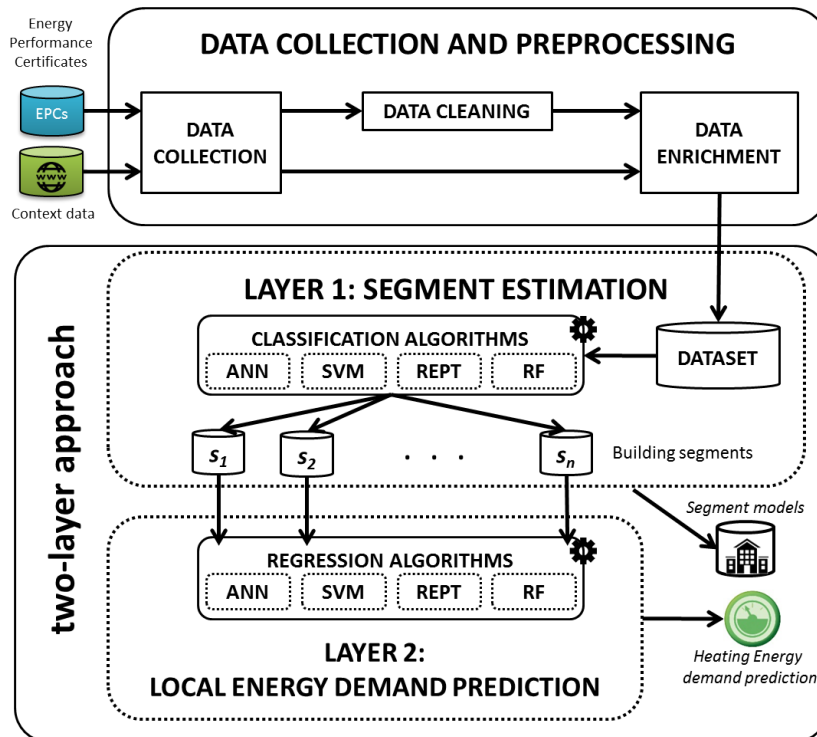 Energy
Performance
Certificates
DATA COLLECTION AND PREPROCESSING
EPCs
DATA
COLLECTION
DATA CLEANING
DATA
ENRICHMENT
www
Context data
two-layer approach
LAYER 1: SEGMENT ESTIMATION
CLASSIFICATION ALGORITHMS
ANN
SVM
REPT
RF
DATASET
s1
s2
. . .
sn
Building segments
Segment models
REGRESSION ALGORITHMS
ANN
SVM
REPT
RF
LAYER 2:
LOCAL ENERGY DEMAND PREDICTION
Heating Energy
demand prediction